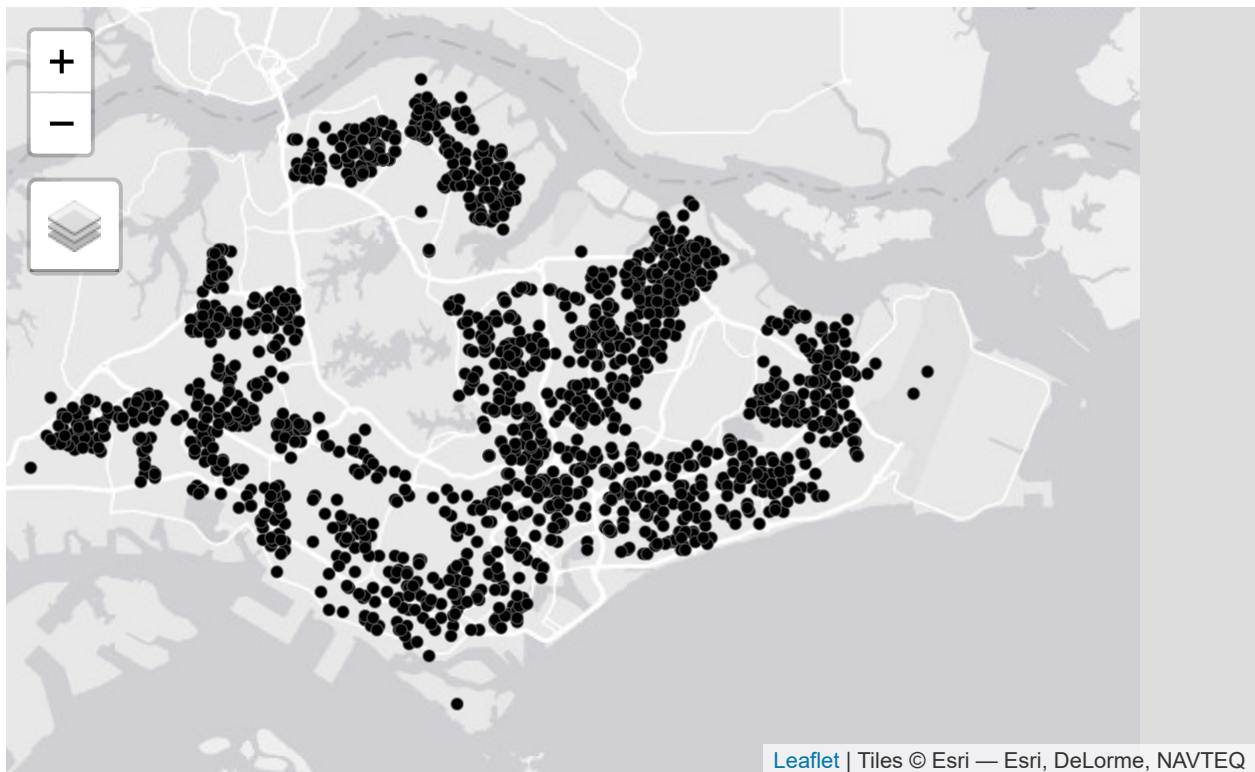 +
−
Leaflet | Tiles © Esri — Esri, DeLorme, NAVTEQ